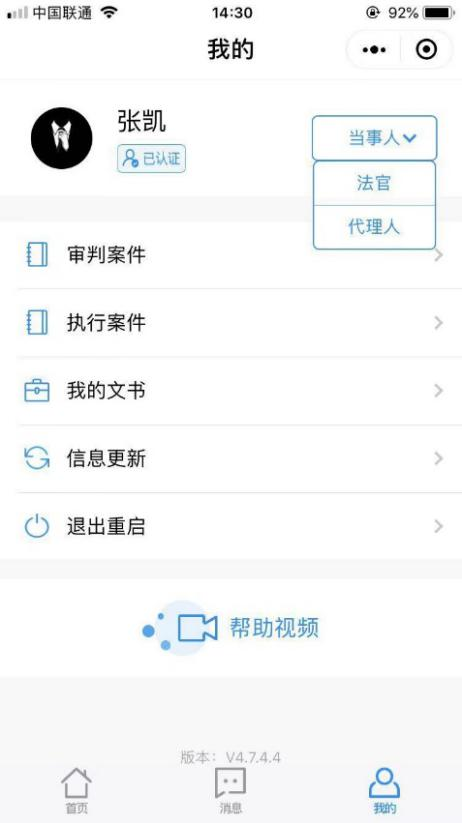 中国联通
14:30
92%
我的
张凯
已认证
当事人
法官
代理人
审判案件
执行案件
我的文书
信息更新
退出重启
帮助视频
版本：V4.7.4.4
首页
消息
我的